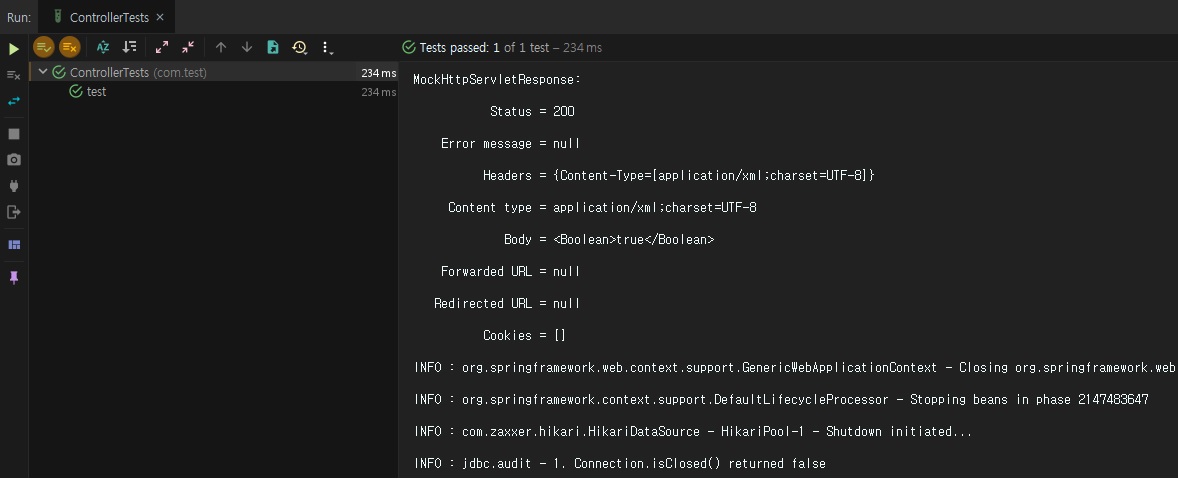 Run: ControllerTests ×
Tests passed: 1 of 1 test – 234 ms
ControllerTests (com.test) 234 ms
test 234 ms
MockHttpServletResponse:
Status = 200
Error message = null
Headers = {Content-Type=[application/xml;charset=UTF-8]}
Content type = application/xml;charset=UTF-8
Body = <Boolean>true</Boolean>
Forwarded URL = null
Redirected URL = null
Cookies = []
INFO : org.springframework.web.context.support.GenericWebApplicationContext - Closing org.springframework.web
INFO : org.springframework.context.support.DefaultLifecycleProcessor - Stopping beans in phase 2147483647
INFO : com.zaxxer.hikari.HikariDataSource - HikariPool-1 - Shutdown initiated...
INFO : jdbc.audit - 1. Connection.isClosed() returned false